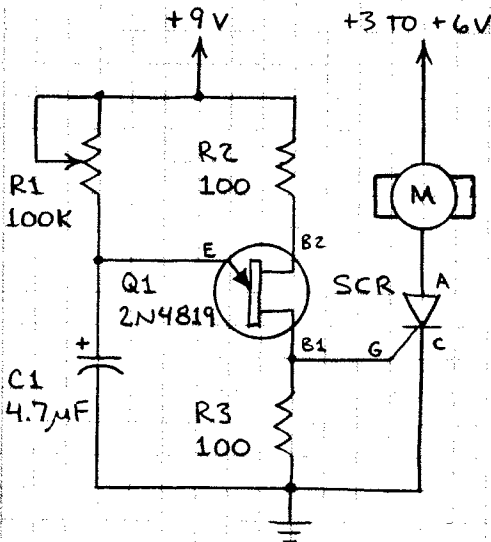 +9V
+3 TO +6V
R1
100K
R2
100
M
E
B2
Q1
2N4819
SCR
A
B1
G
C
+
C1
4.7µF
R3
100